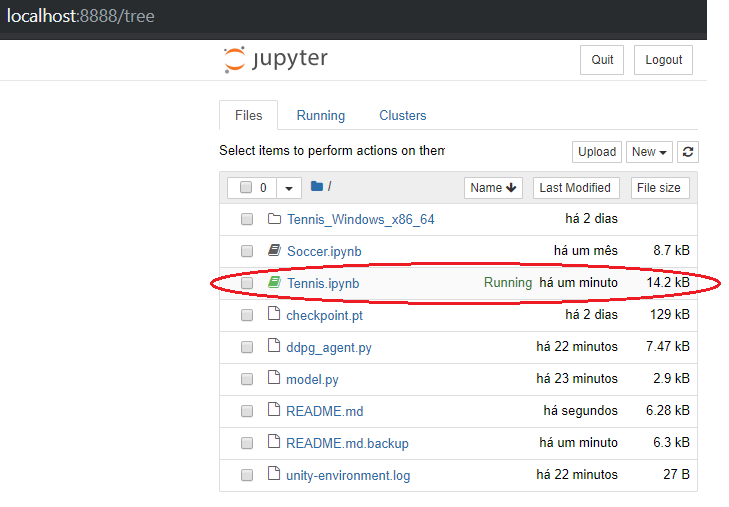 localhost:8888/tree
jupyter Quit Logout
Files Running Clusters
Select items to perform actions on them Upload New
0 / Name Last Modified File size
Tennis_Windows_x86_64 há 2 dias
Soccer.ipynb há um mês 8.7 kB
Tennis.ipynb Running há um minuto 14.2 kB
checkpoint.pt há 2 dias 129 kB
ddpg_agent.py há 22 minutos 7.47 kB
model.py há 23 minutos 2.9 kB
README.md há segundos 6.28 kB
README.md.backup há um minuto 6.3 kB
unity-environment.log há 22 minutos 27 B